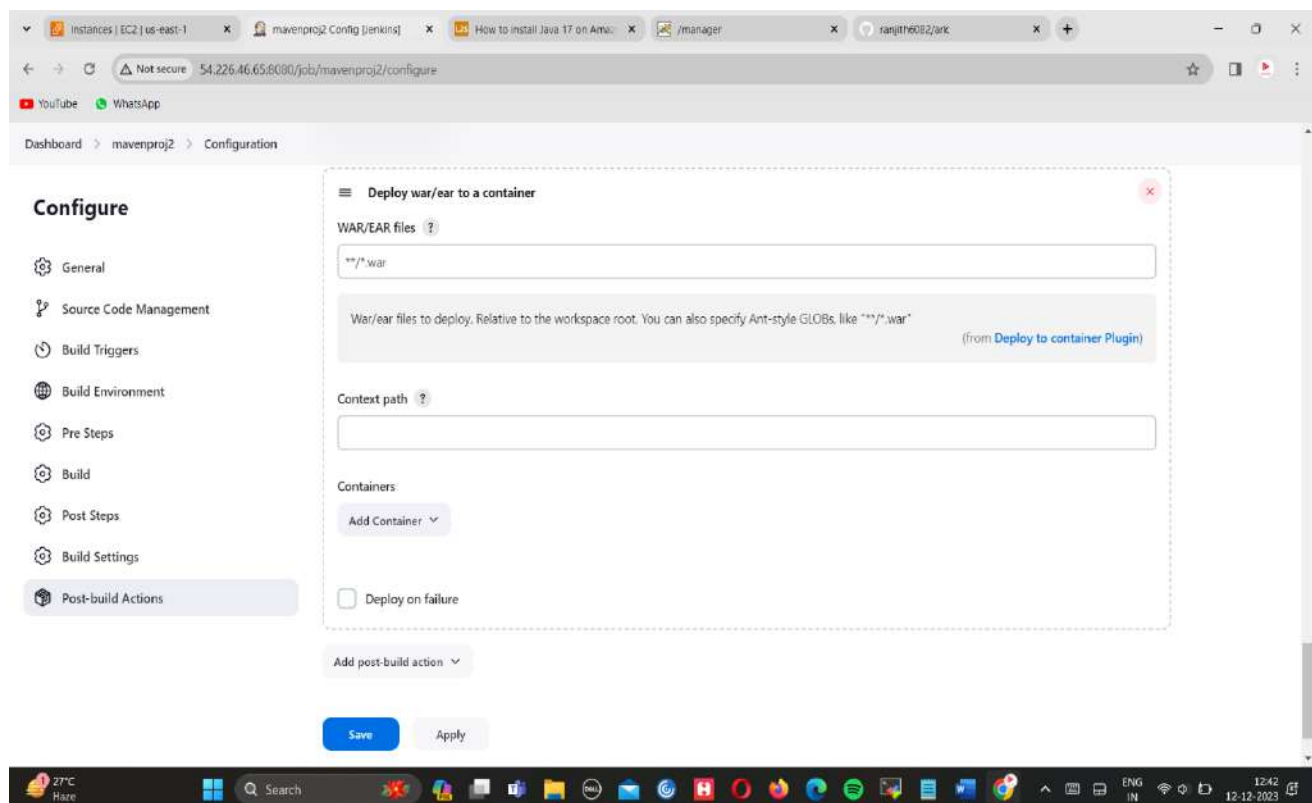 Instances | EC2 | us-east-1
mavenproj2 Config [Jenkins]
How to install Java 17 on Ama
/manager
ranjith6082/ark
Not secure 54.226.46.65:8080/job/mavenproj2/configure
YouTube WhatsApp
Dashboard > mavenproj2 > Configuration
Configure
General
Source Code Management
Build Triggers
Build Environment
Pre Steps
Build
Post Steps
Build Settings
Post-build Actions
Deploy war/ear to a container
WAR/EAR files ?
**/*.war
War/ear files to deploy. Relative to the workspace root. You can also specify Ant-style GLOBs, like "**/*.war"
(from Deploy to container Plugin)
Context path ?
Containers
Add Container
Deploy on failure
Add post-build action
Save Apply
1
27°C
Haze
Search
DELL
ENG
IN
12:42
12-12-2023